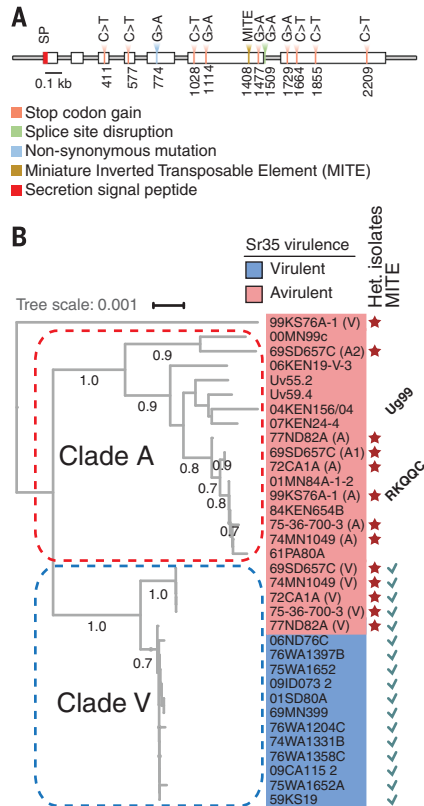 A
SP
C>T
C>T
G>A
C>T
G>A
MITE
G>A
G>A
G>A
C>T
C>T
C>T
0.1 kb
411
577
774
1028
1114
1408
1477
1509
1729
1664
1855
2209
Stop codon gain
Splice site disruption
Non-synonymous mutation
Miniature Inverted Transposable Element (MITE)
Secretion signal peptide
B
Sr35 virulence
Virulent
Avirulent
Het. isolates
MITE
Tree scale: 0.001
99KS76A-1 (V)
00MN99c
69SD657C (A2)
06KEN19-V-3
Uv55.2
Uv59.4
04KEN156/04
07KEN24-4
77ND82A (A)
69SD657C (A1)
72CA1A (A)
01MN84A-1-2
99KS76A-1 (A)
84KEN654B
75-36-700-3 (A)
74MN1049 (A)
61PA80A
69SD657C (V)
74MN1049 (V)
72CA1A (V)
75-36-700-3 (V)
77ND82A (V)
06ND76C
76WA1397B
75WA1652
09ID073 2
01SD80A
69MN399
76WA1204C
74WA1331B
76WA1358C
09CA115 2
75WA1652A
59KS19
Ug99
RKQQC
0.9
1.0
0.9
0.8
0.9
0.7
0.8
0.7
Clade A
1.0
1.0
0.7
Clade V